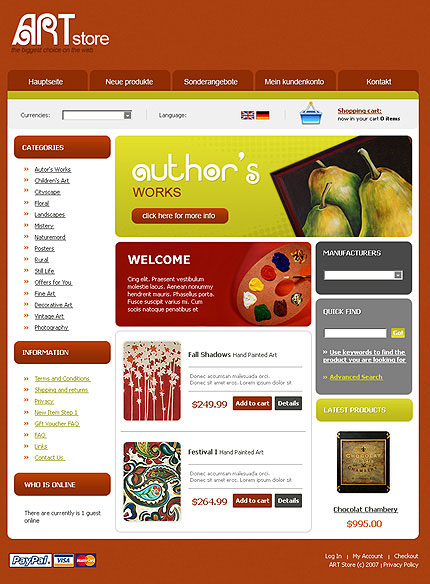 ART store
the biggest choice on the web
Hauptseite
Neue produkte
Sonderangebote
Mein kundenkonto
Kontakt
Currencies:
Language:
Shopping cart:
now in your cart 0 items
CATEGORIES
Autor's Works
Children's Art
Cityscape
Floral
Landscapes
Mistery
Naturemord
Posters
Rural
Still Life
Offers for You
Fine Art
Decorative Art
Vintage Art
Photography
INFORMATION
Terms and Conditions
Shipping and returns
Privacy
New Item Step 1
Gift Voucher FAQ
FAQ
Links
Contact Us
WHO IS ONLINE
There are currently is 1 guest
online
author's
WORKS
click here for more info
WELCOME
Cing elit. Praesent vestibulum
molestie lacus. Aenean nonummy
hendrerit mauris. Phasellus porta.
Fusce suscipit varius mi. Cum
sociis natoque penatibus et
Fall Shadows Hand Painted Art
Donec accumsan malesuada orci.
Donec sit amet eros. Lorem ipsum dolor sit
$249.99
Add to cart
Details
Festival I Hand Painted Art
Donec accumsan malesuada orci.
Donec sit amet eros. Lorem ipsum dolor sit
$264.99
Add to cart
Details
MANUFACTURERS
QUICK FIND
Go!
Use keywords to find the
product you are looking for
Advanced Search
LATEST PRODUCTS
CHOCOLAT
CHAMBERY
Chocolat Chambery
$995.00
PayPal
VISA
Log In | My Account | Checkout
ART Store (c) 2007 | Privacy Policy